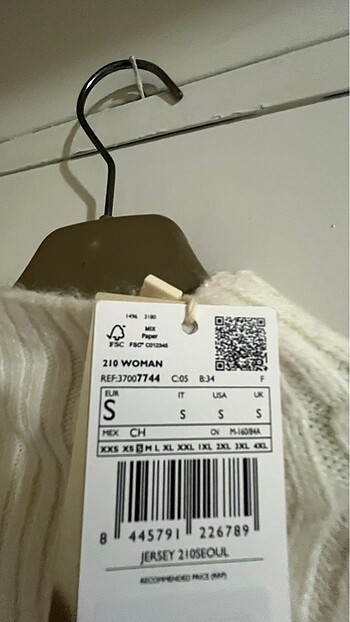 1496 3180
MIX
Paper
FSC FSC® C012345
210 WOMAN
REF:37007744 C:05 B:34 F
EUR IT USA UK
S S S S
MEX CH CN M-160/84A
XXS XS S M L XL XXL 1XL 2XL 3XL 4XL
8 445791 226789
JERSEY 210SEOUL
RECOMMENDED PRICE (RRP)